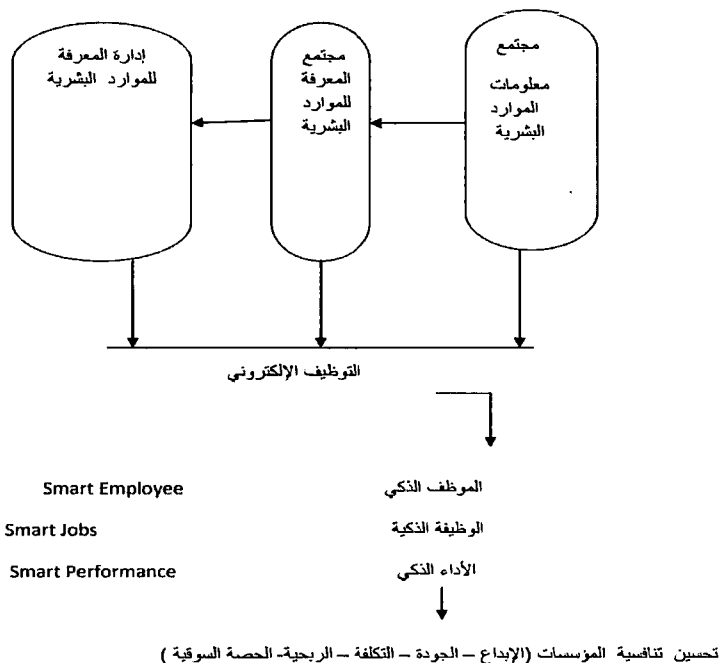 مجتمع
معلومات
الموارد
البشرية
مجتمع
المعرفة
للموارد
البشرية
إدارة المعرفة
للموارد البشرية
التوظيف الإلكتروني
الموظف الذكي Smart Employee
الوظيفة الذكية Smart Jobs
الأداء الذكي Smart Performance
تحسين تنافسية المؤسسات (الإبداع – الجودة – التكلفة – الربحية- الحصة السوقية )